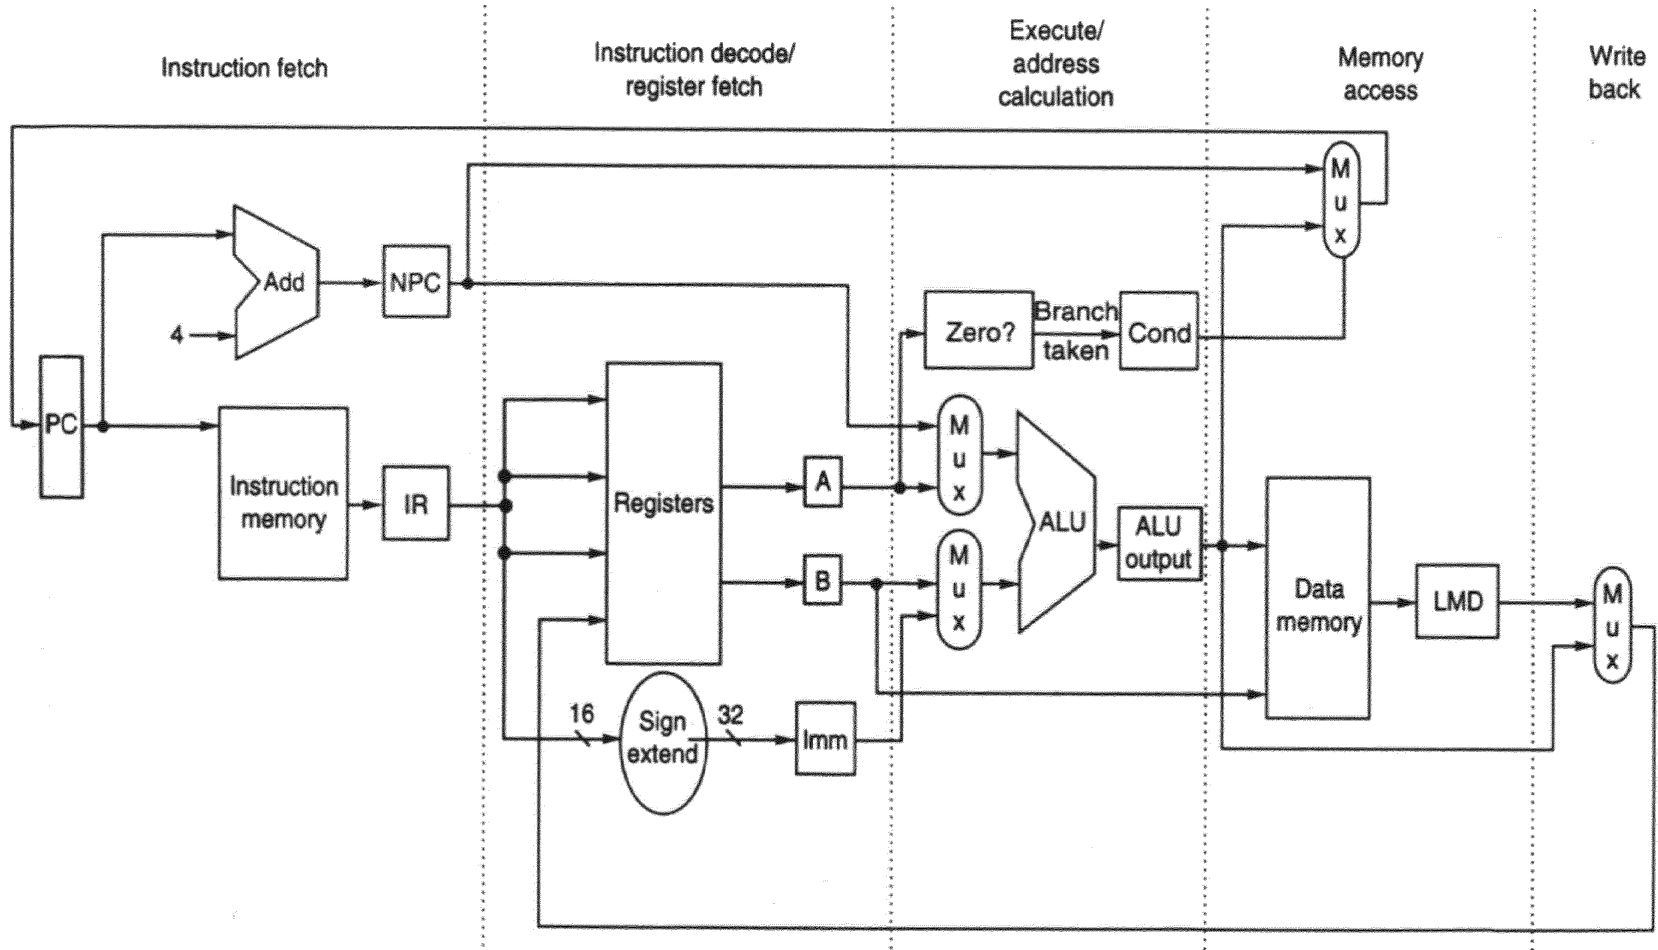 Instruction fetch
Instruction decode/
register fetch
Execute/
address
calculation
Memory
access
Write
back
M
u
x
Add
NPC
4
Zero?
Branch
taken
Cond
PC
Instruction
memory
IR
Registers
A
B
M
u
x
M
u
x
ALU
ALU
output
Data
memory
LMD
M
u
x
16
Sign
extend
32
Imm